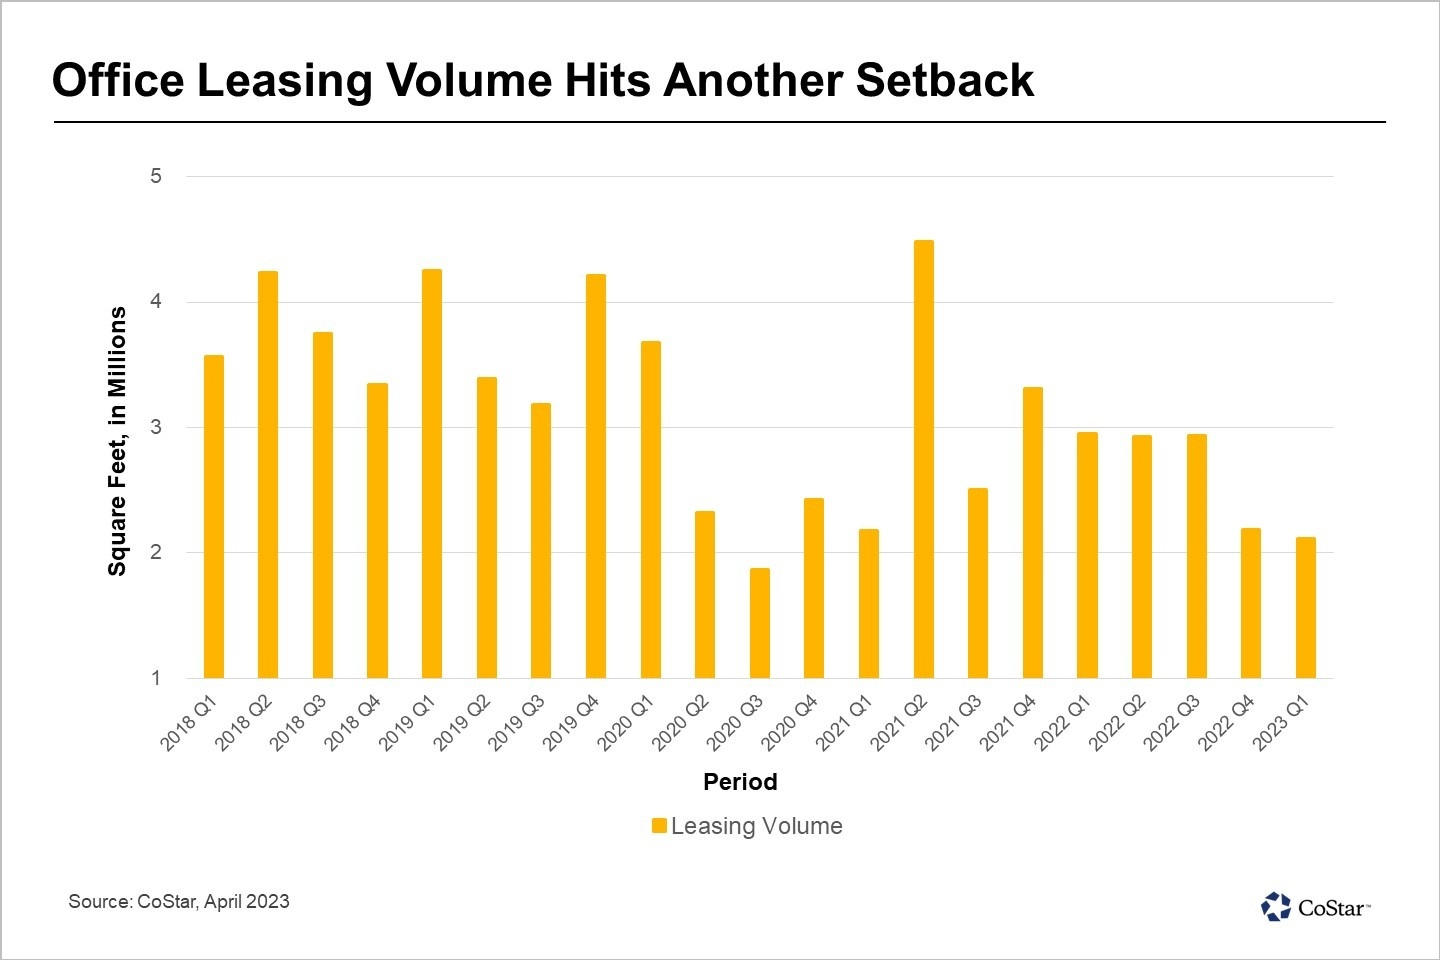 Office Leasing Volume Hits Another Setback
5
4
3
2
1
Square Feet, in Millions
2018 Q1
2018 Q2
2018 Q3
2018 Q4
2019 Q1
2019 Q2
2019 Q3
2019 Q4
2020 Q1
2020 Q2
2020 Q3
2020 Q4
2021 Q1
2021 Q2
2021 Q3
2021 Q4
2022 Q1
2022 Q2
2022 Q3
2022 Q4
2023 Q1
Period
Leasing Volume
Source: CoStar, April 2023
CoStar™